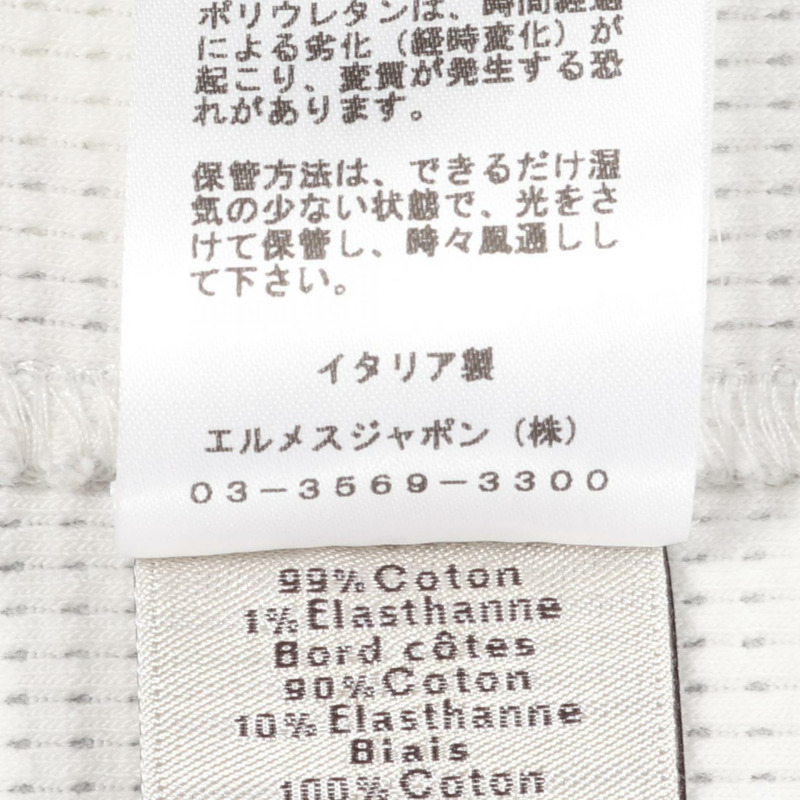 ポリウレタンは、時間経過
による劣化（経時変化）が
起こり、変質が発生する恐
れがあります。
保管方法は、できるだけ湿
気の少ない状態で、光をさ
けて保管し、時々風通しし
て下さい。
イタリア製
エルメスジャポン（株）
03－3569－3300
99% Coton
1% Elasthanne
Bord côtes
90% Coton
10% Elasthanne
Biais
100% Coton